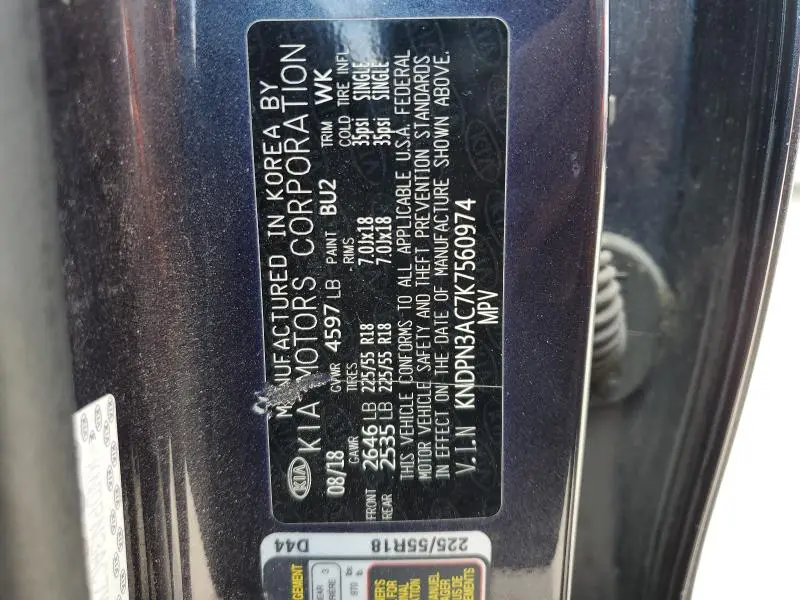 MANUFACTURED IN KOREA BY
KIA KIA MOTORS CORPORATION
08/18 GVWR 4597 LB PAINT BU2 TRIM WK
GAWR TIRES RIMS COLD TIRE INFL
FRONT 2646 LB 225/55 R18 7.0Jx18 35psi SINGLE
REAR 2535 LB 225/55 R18 7.0Jx18 35psi SINGLE
THIS VEHICLE CONFORMS TO ALL APPLICABLE U.S.A. FEDERAL
MOTOR VEHICLE SAFETY AND THEFT PREVENTION STANDARDS
IN EFFECT ON THE DATE OF MANUFACTURE SHOWN ABOVE.
V.I.N KNDPN3AC7K7560974
MPV
225/55R18
D44